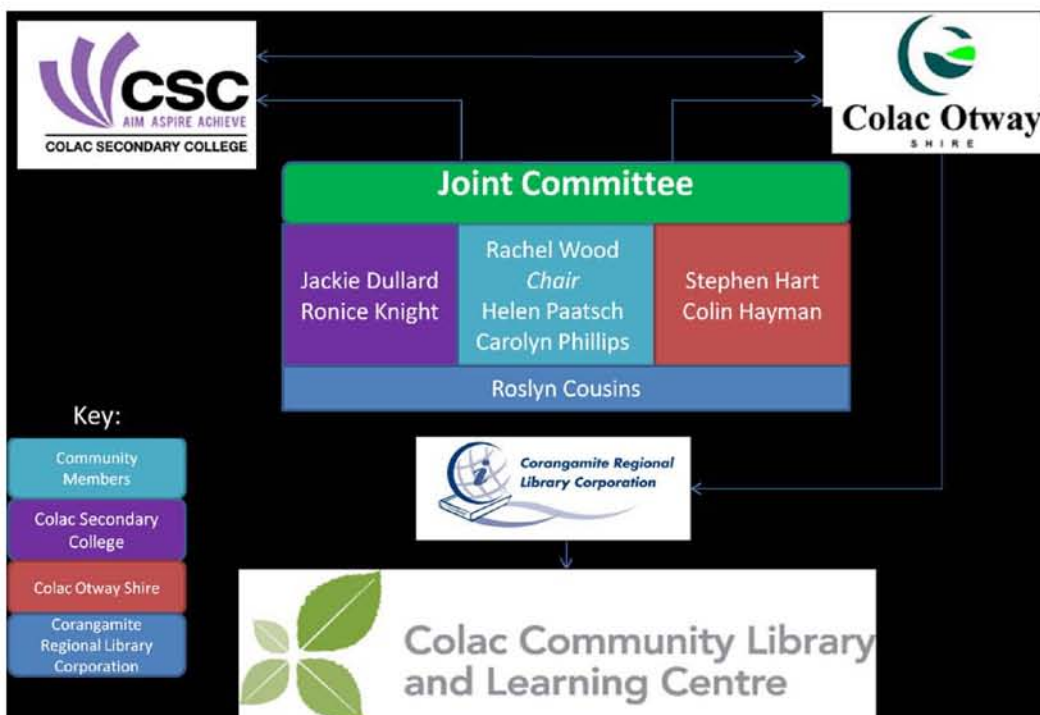 CSC
AIM ASPIRE ACHIEVE
COLAC SECONDARY COLLEGE
Colac Otway
SHIRE
Joint Committee
Jackie Dullard
Ronice Knight
Rachel Wood
Chair
Helen Paatsch
Carolyn Phillips
Stephen Hart
Colin Hayman
Roslyn Cousins
Key:
Community
Members
Colac Secondary
College
Colac Otway Shire
Corangamite
Regional Library
Corporation
i
Corangamite Regional
Library Corporation
Colac Community Library
and Learning Centre